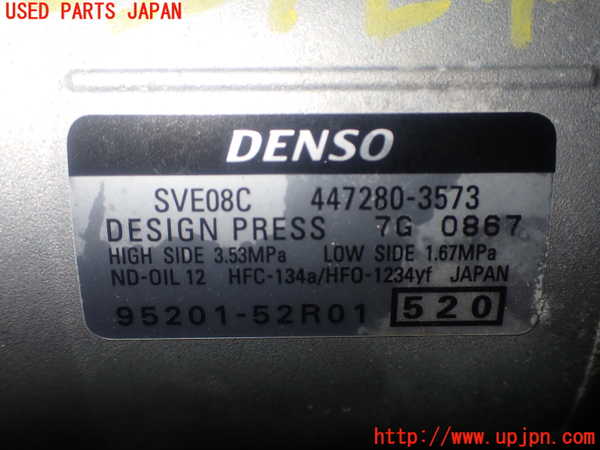 USED PARTS JAPAN
DENSO
SVE08C 447280-3573
DESIGN PRESS 7G 0867
HIGH SIDE 3.53MPa LOW SIDE 1.67MPa
ND-OIL 12 HFC-134a/HFO-1234yf JAPAN
95201-52R01 520
http://www.upjpn.com/